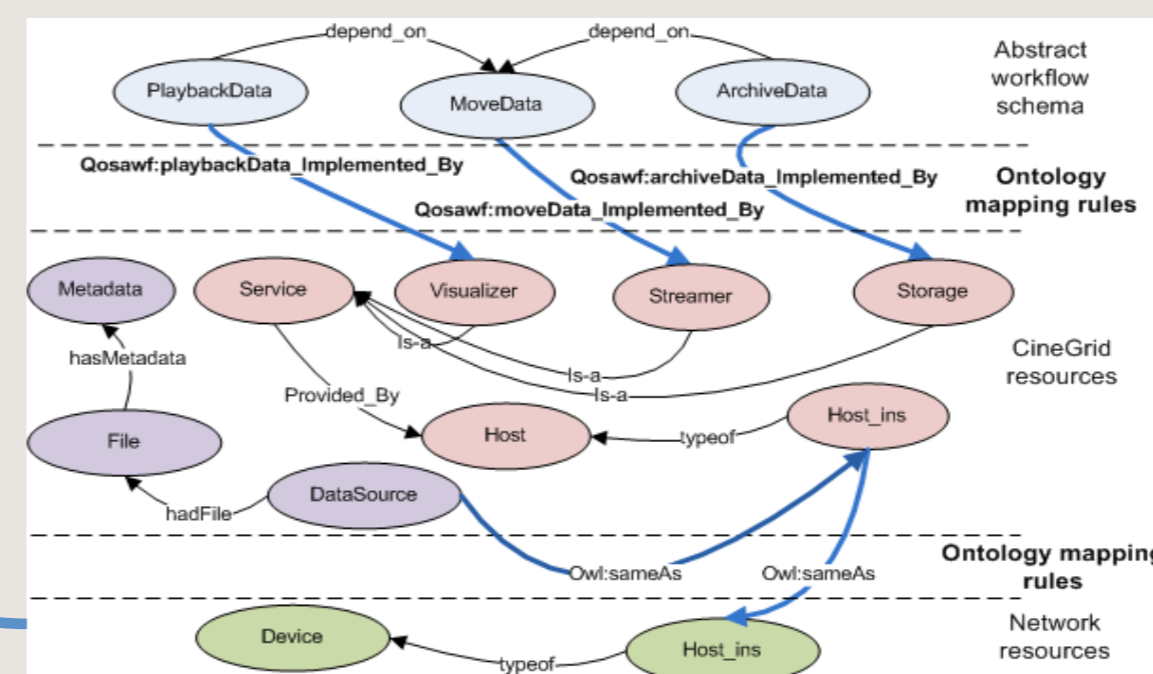 depend_on
depend_on
PlaybackData
MoveData
ArchiveData
Abstract
workflow
schema
Qosawf:playbackData_Implemented_By
Qosawf:archiveData_Implemented_By
Qosawf:moveData_Implemented_By
Ontology
mapping rules
Metadata
Service
Visualizer
Streamer
Storage
Is-a
Is-a
Is-a
hasMetadata
Provided_By
CineGrid
resources
File
Host
typeof
Host_ins
DataSource
hadFile
Owl:sameAs
Owl:sameAs
Ontology mapping
rules
Device
typeof
Host_ins
Network
resources